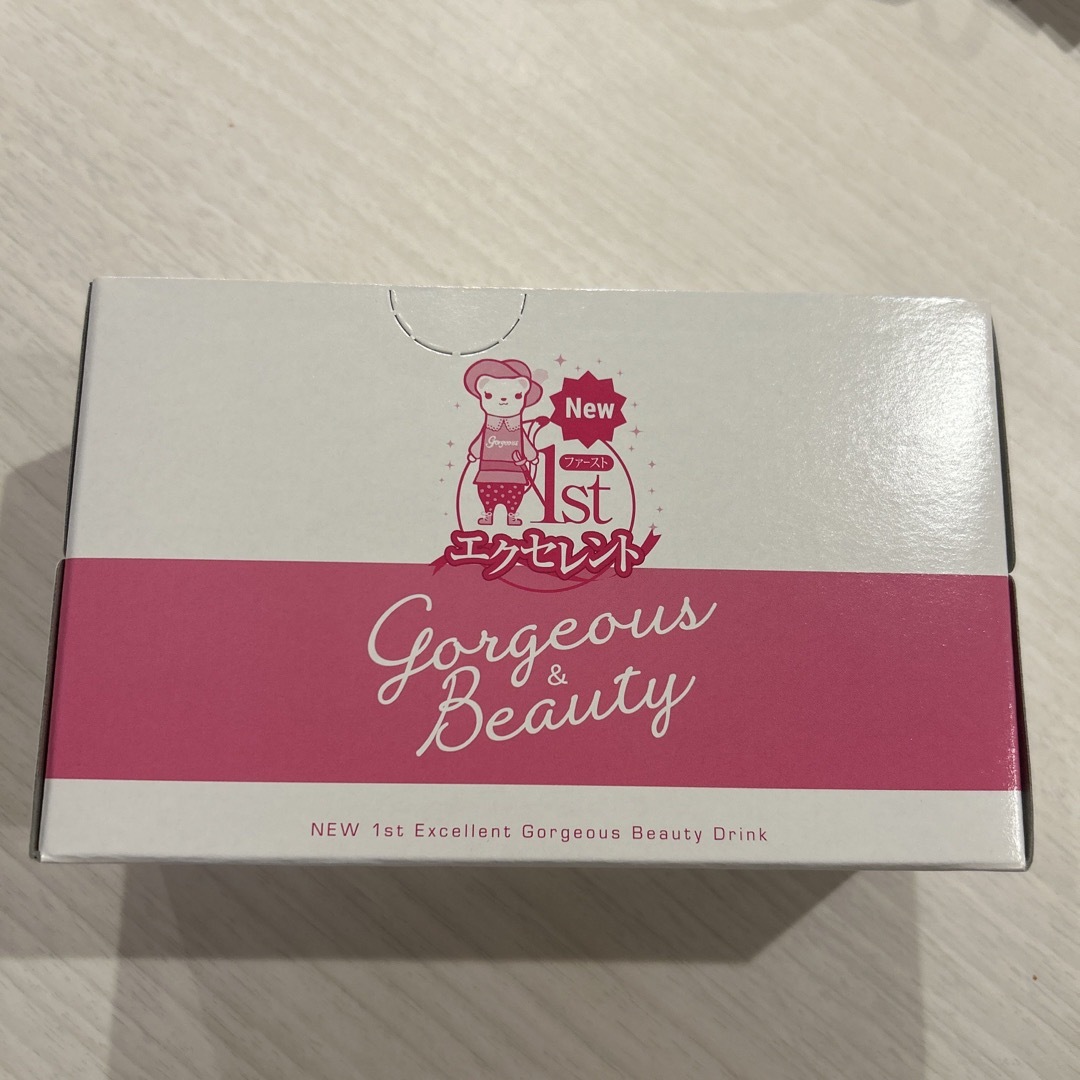 New
Gorgeous
ファースト
1st
エクセレント
Gorgeous
&
Beauty
NEW 1st Excellent Gorgeous Beauty Drink